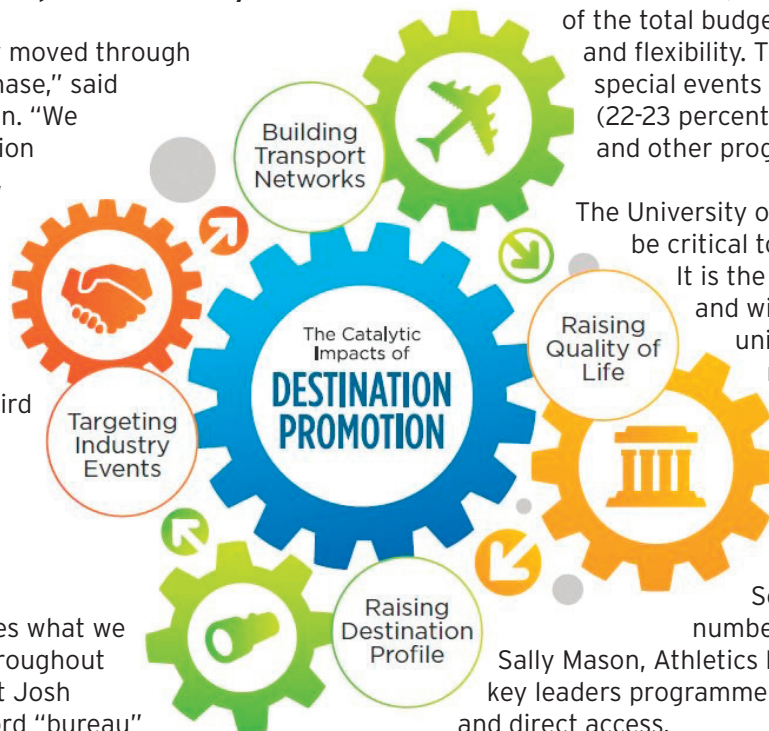 moved through
hase,” said
n. “We
ion
ird
es what we
roughout
t Josh
ord “bureau”
Building
Transport
Networks
The Catalytic
Impacts of
DESTINATION
PROMOTION
Targeting
Industry
Events
Raising
Quality of
Life
Raising
Destination
Profile
of the total budge
and flexibility. T
special events
(22-23 percent
and other prog
The University o
be critical to
It is the
and wi
uni
Se
numbe
Sally Mason, Athletics
key leaders programme
and direct access.